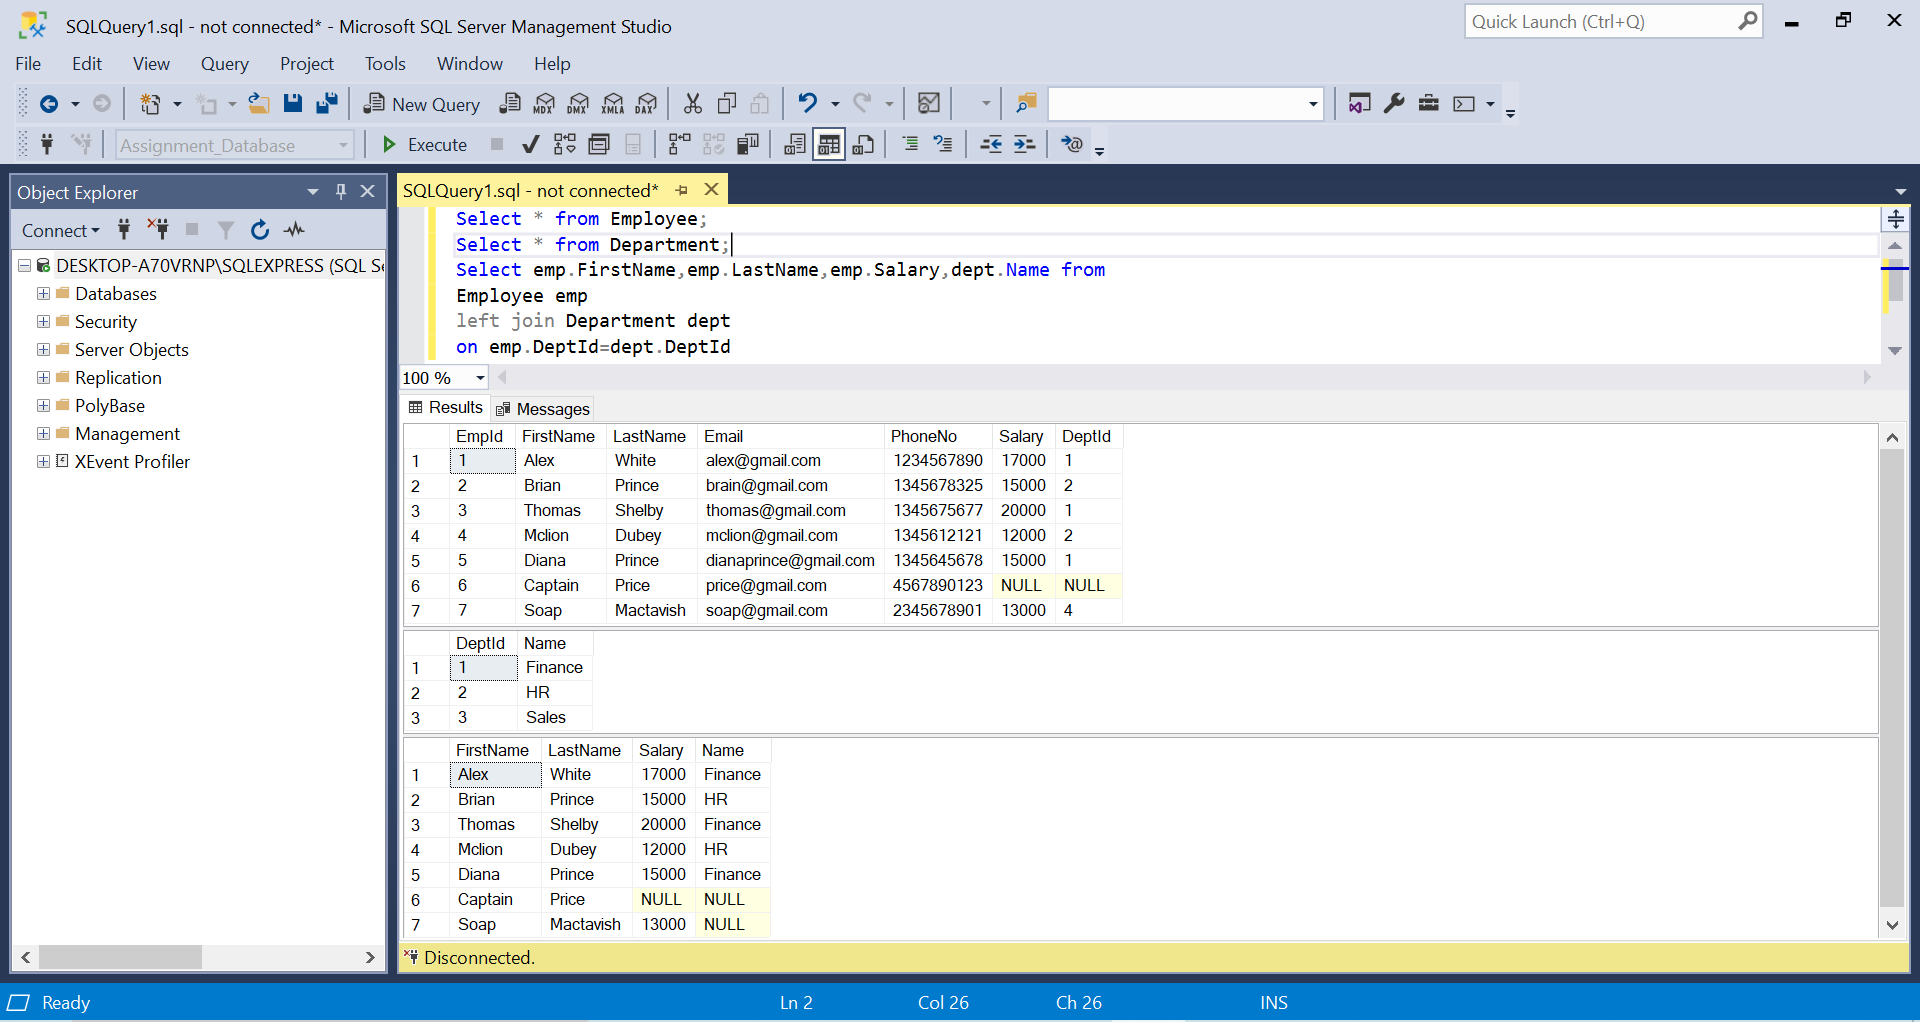 SQLQuery1.sql - not connected* - Microsoft SQL Server Management Studio
Quick Launch (Ctrl+Q)
File Edit View Query Project Tools Window Help
New Query MDX DMX XMLA DAX
Assignment_Database Execute
Object Explorer
Connect
DESKTOP-A70VRNP\SQLEXPRESS (SQL Se
Databases
Security
Server Objects
Replication
PolyBase
Management
XEvent Profiler
SQLQuery1.sql - not connected*
Select * from Employee;
Select * from Department;
Select emp.FirstName,emp.LastName,emp.Salary,dept.Name from
Employee emp
left join Department dept
on emp.DeptId=dept.DeptId
100 %
Results Messages
EmpId FirstName LastName Email PhoneNo Salary DeptId
1 1 Alex White alex@gmail.com 1234567890 17000 1
2 2 Brian Prince brain@gmail.com 1345678325 15000 2
3 3 Thomas Shelby thomas@gmail.com 1345675677 20000 1
4 4 Mclion Dubey mclion@gmail.com 1345612121 12000 2
5 5 Diana Prince dianaprince@gmail.com 1345645678 15000 1
6 6 Captain Price price@gmail.com 4567890123 NULL NULL
7 7 Soap Mactavish soap@gmail.com 2345678901 13000 4
DeptId Name
1 1 Finance
2 2 HR
3 3 Sales
FirstName LastName Salary Name
1 Alex White 17000 Finance
2 Brian Prince 15000 HR
3 Thomas Shelby 20000 Finance
4 Mclion Dubey 12000 HR
5 Diana Prince 15000 Finance
6 Captain Price NULL NULL
7 Soap Mactavish 13000 NULL
Disconnected.
Ready Ln 2 Col 26 Ch 26 INS